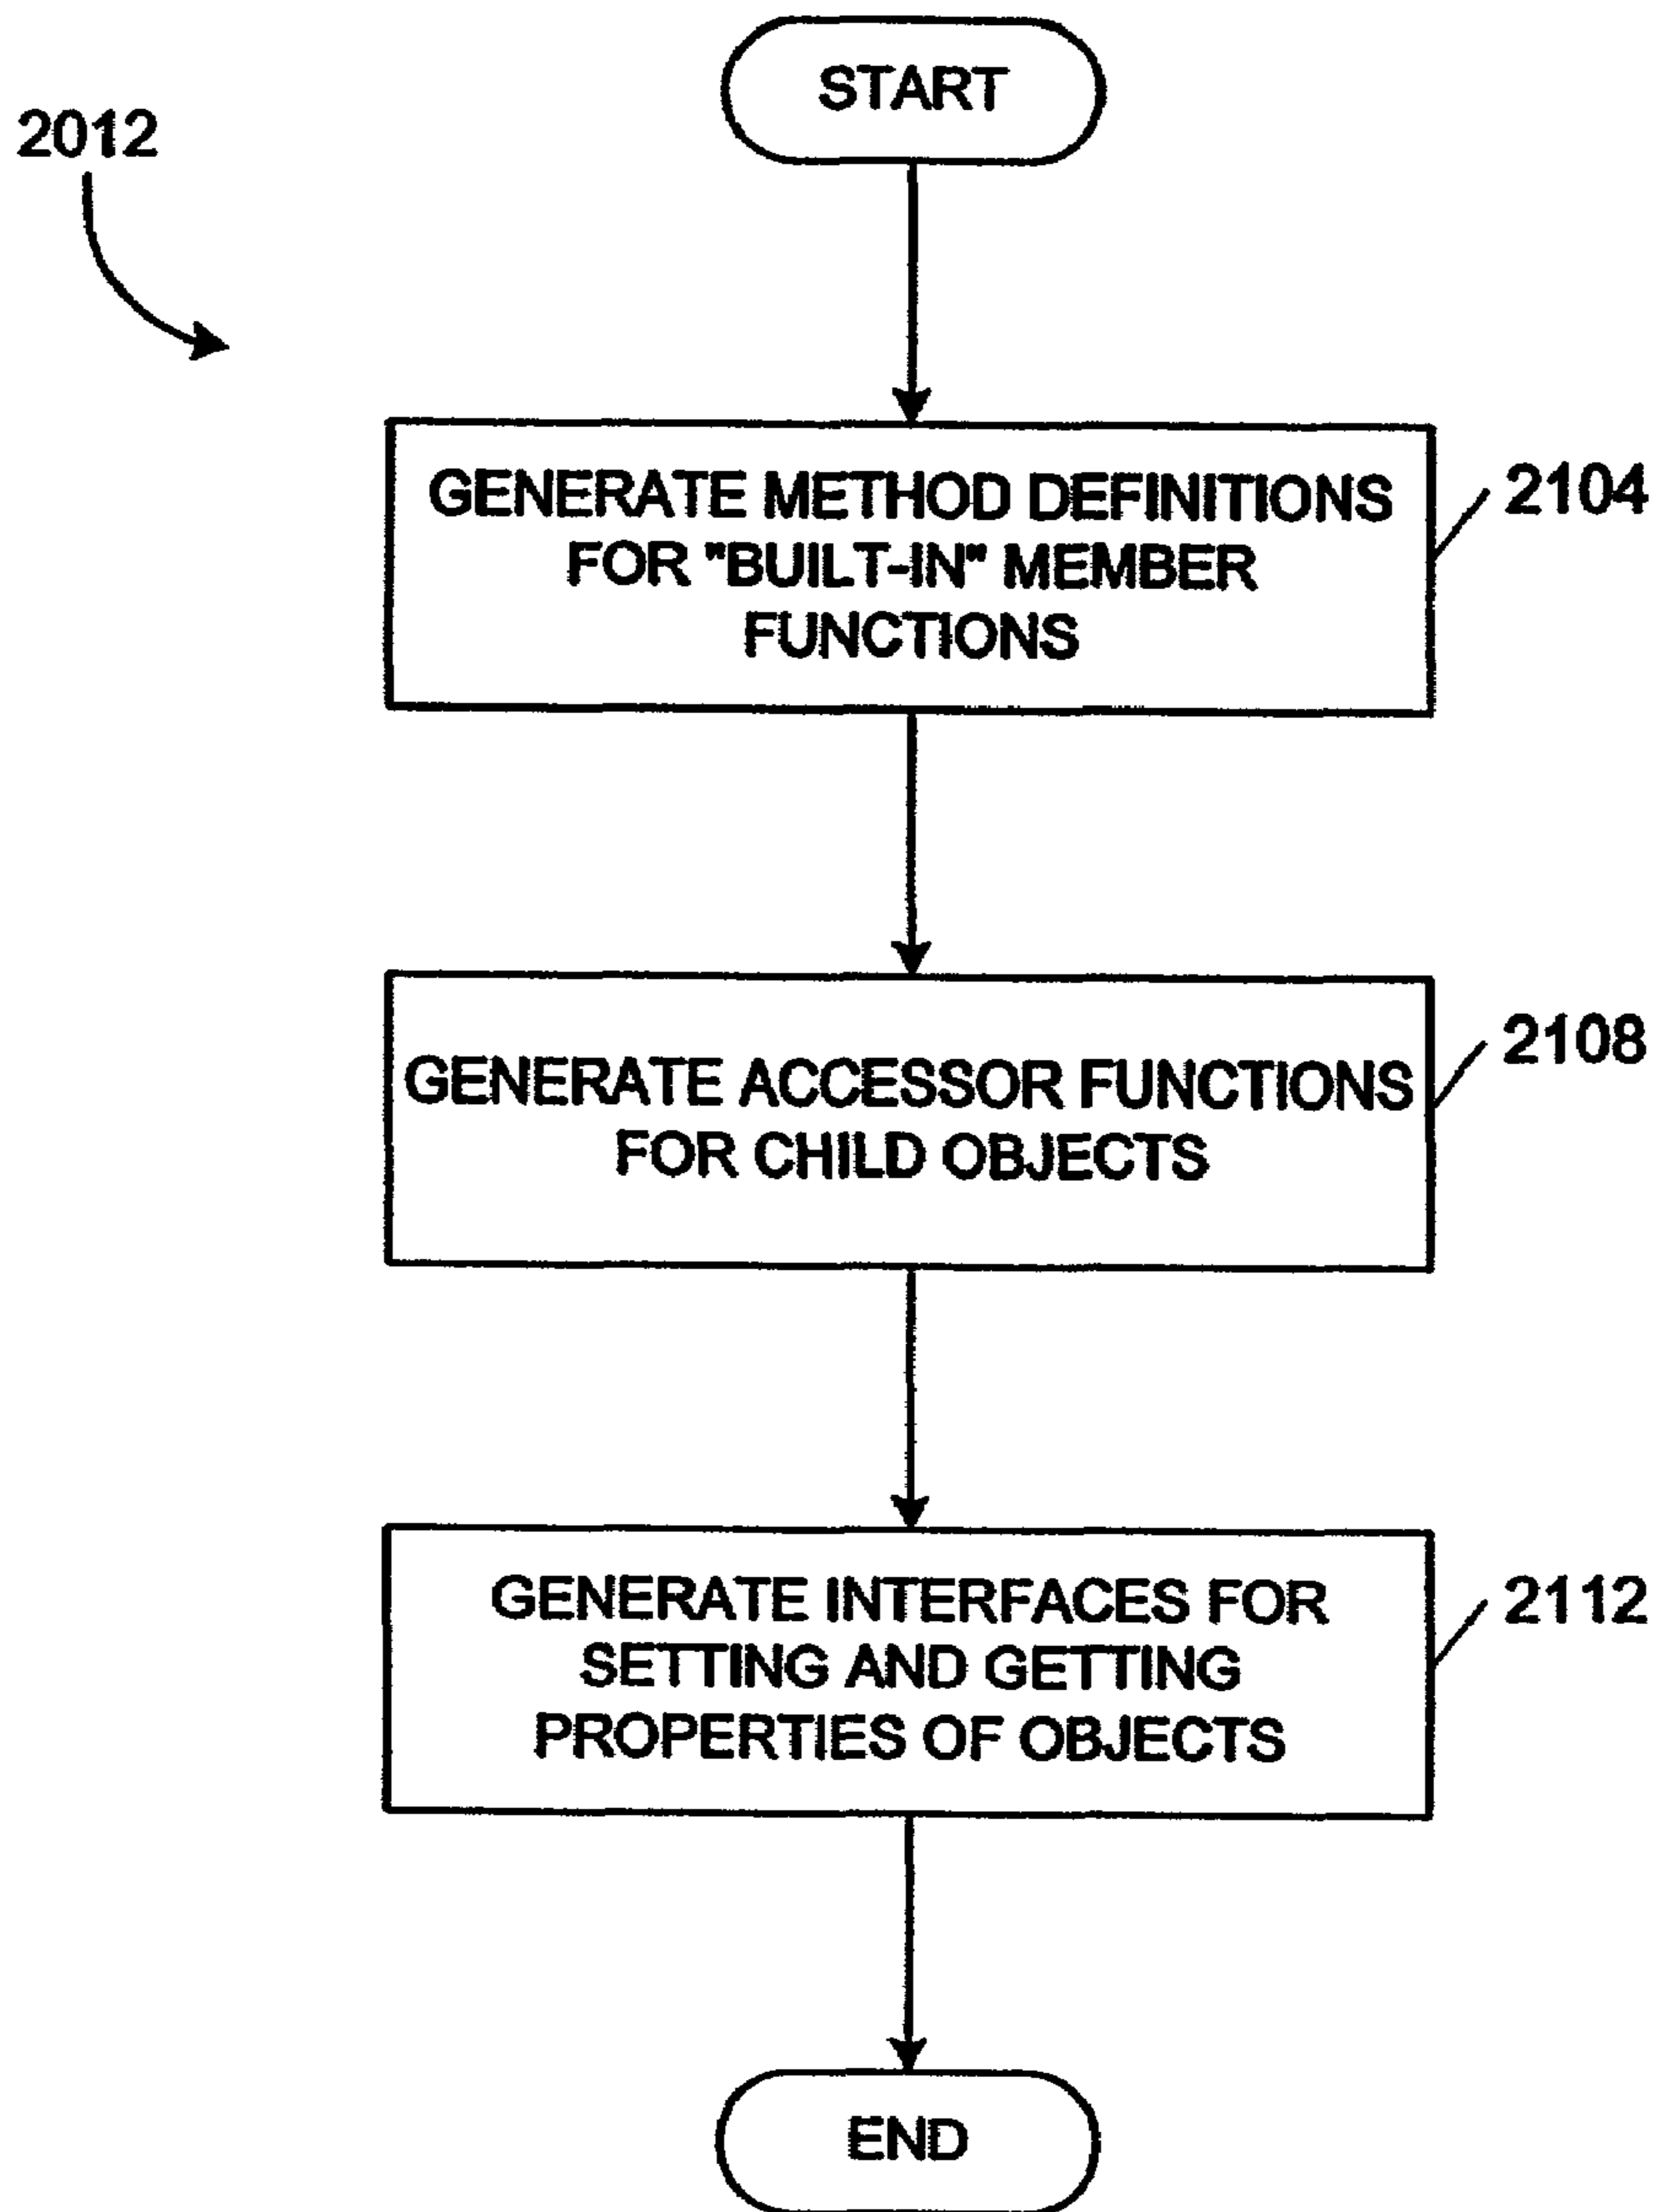 START
2012
GENERATE METHOD DEFINITIONS
FOR "BUILT-IN" MEMBER
FUNCTIONS
2104
GENERATE ACCESSOR FUNCTIONS
FOR CHILD OBJECTS
2108
GENERATE INTERFACES FOR
SETTING AND GETTING
PROPERTIES OF OBJECTS
2112
END